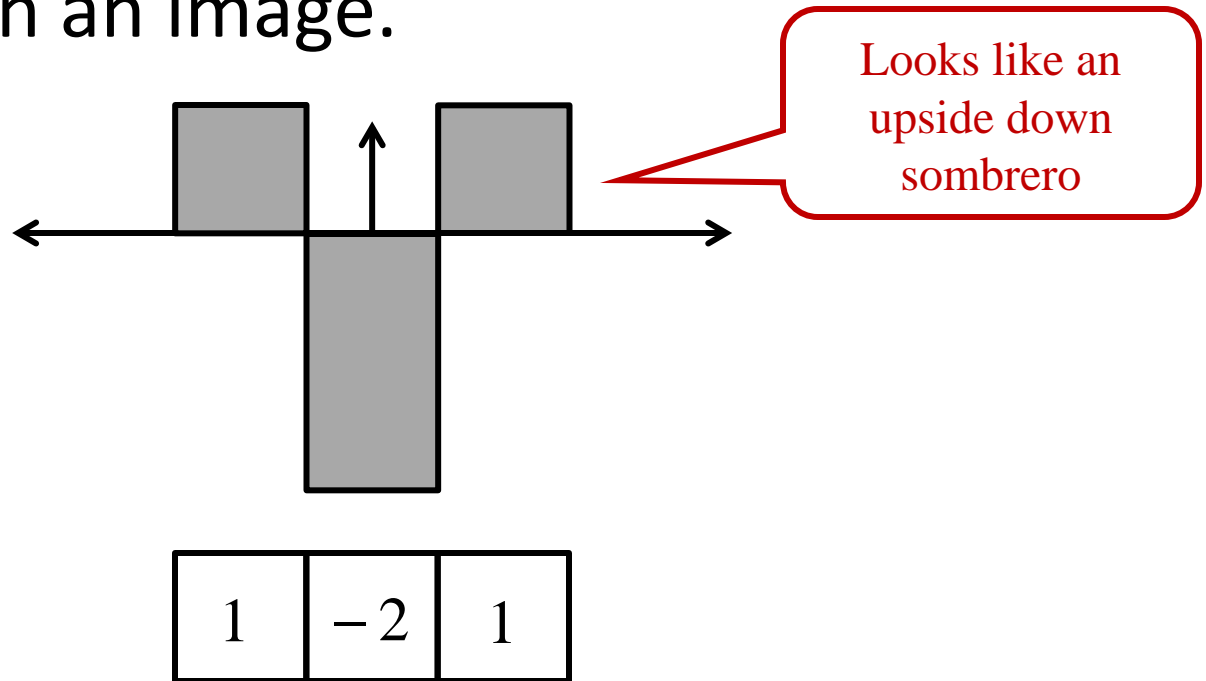 n an image.
Looks like an
upside down
sombrero
1 −2 1